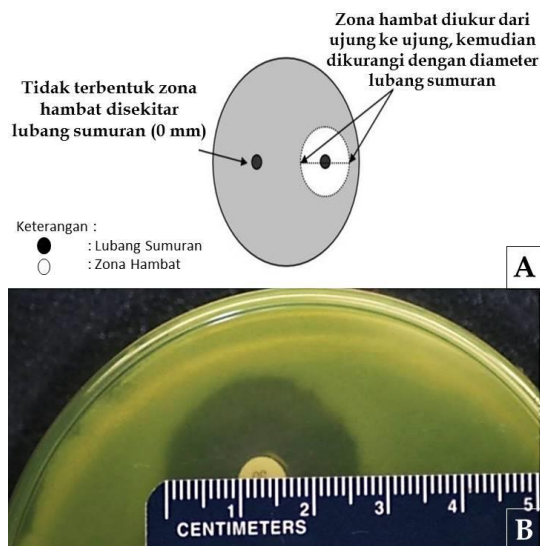 Zona hambat diukur dari
ujung ke ujung, kemudian
dikurangi dengan diameter
lubang sumuran
Tidak terbentuk zona
hambat disekitar
lubang sumuran (0 mm)
Keterangan :
: Lubang Sumuran
: Zona Hambat
A
1 2 3 4 5
CENTIMETERS
B